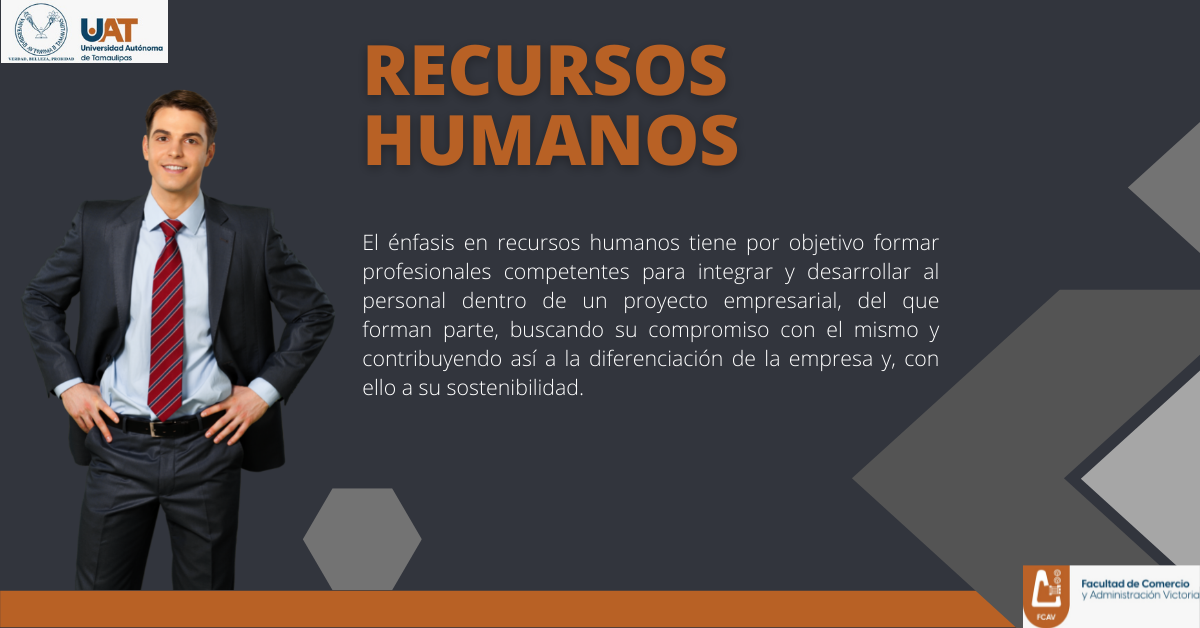 UAT
Universidad Autónoma
de Tamaulipas
VERDAD, BELLEZA, PROBIDAD
RECURSOS
HUMANOS
El énfasis en recursos humanos tiene por objetivo formar
profesionales competentes para integrar y desarrollar al
personal dentro de un proyecto empresarial, del que
forman parte, buscando su compromiso con el mismo y
contribuyendo así a la diferenciación de la empresa y, con
ello a su sostenibilidad.
Facultad de Comercio
y Administración Victoria
FCAV